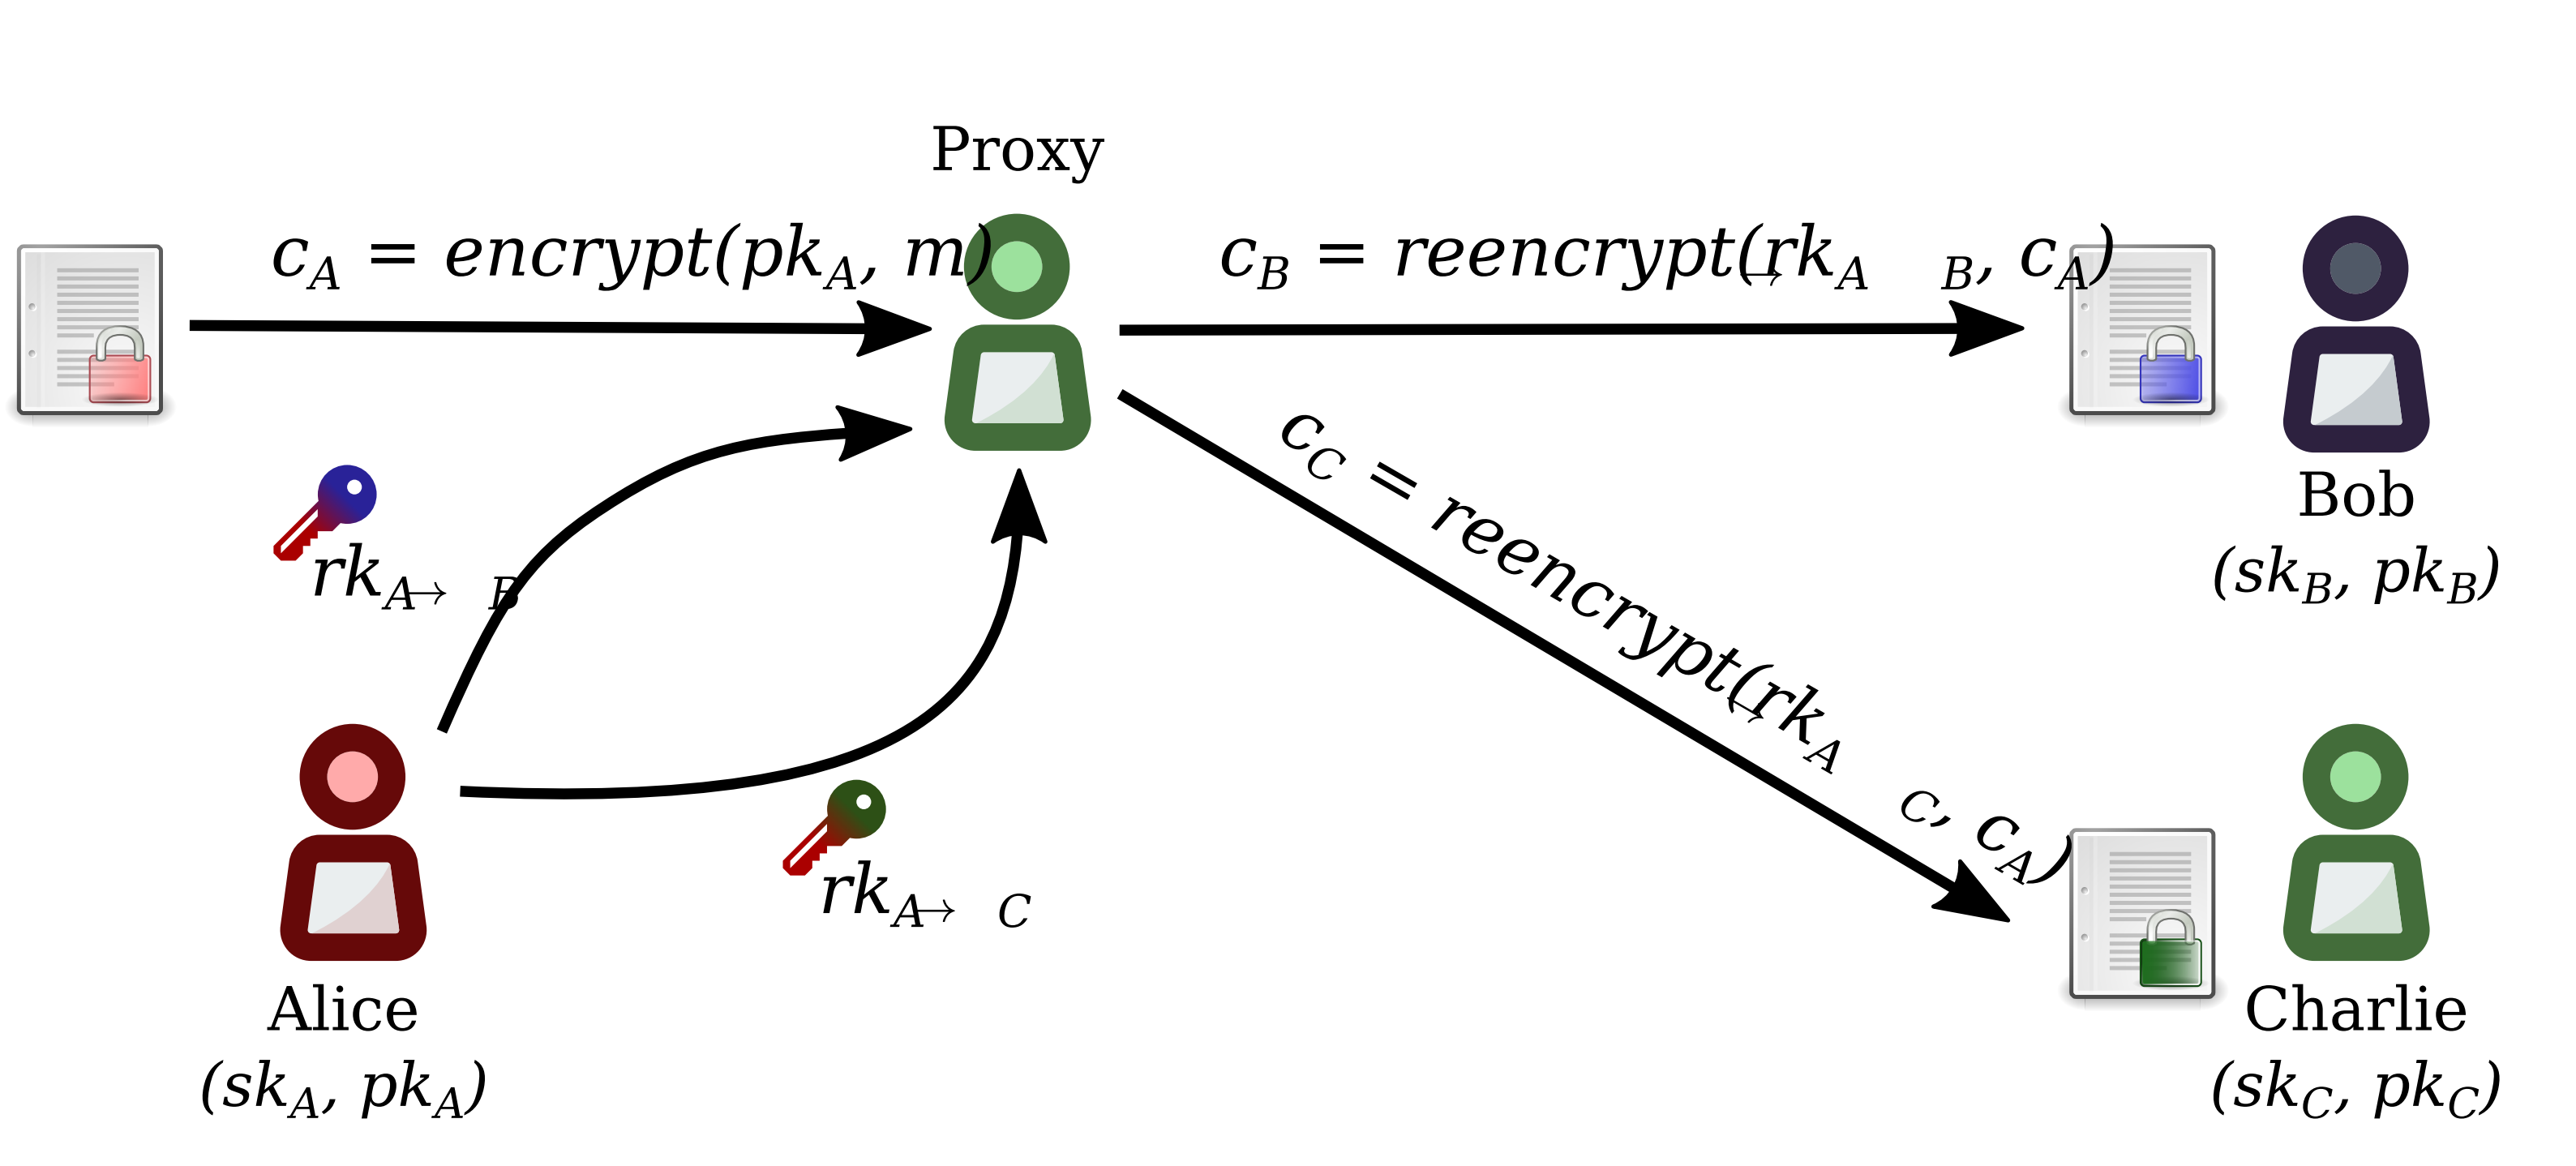 Proxy
c_A = encrypt(pk_A, m)
c_B = reencrypt(rk_A→B, c_A)
c_C = reencrypt(rk_A→C, c_A)
rk_A→B
Bob
(sk_B, pk_B)
rk_A→C
Alice
(sk_A, pk_A)
Charlie
(sk_C, pk_C)